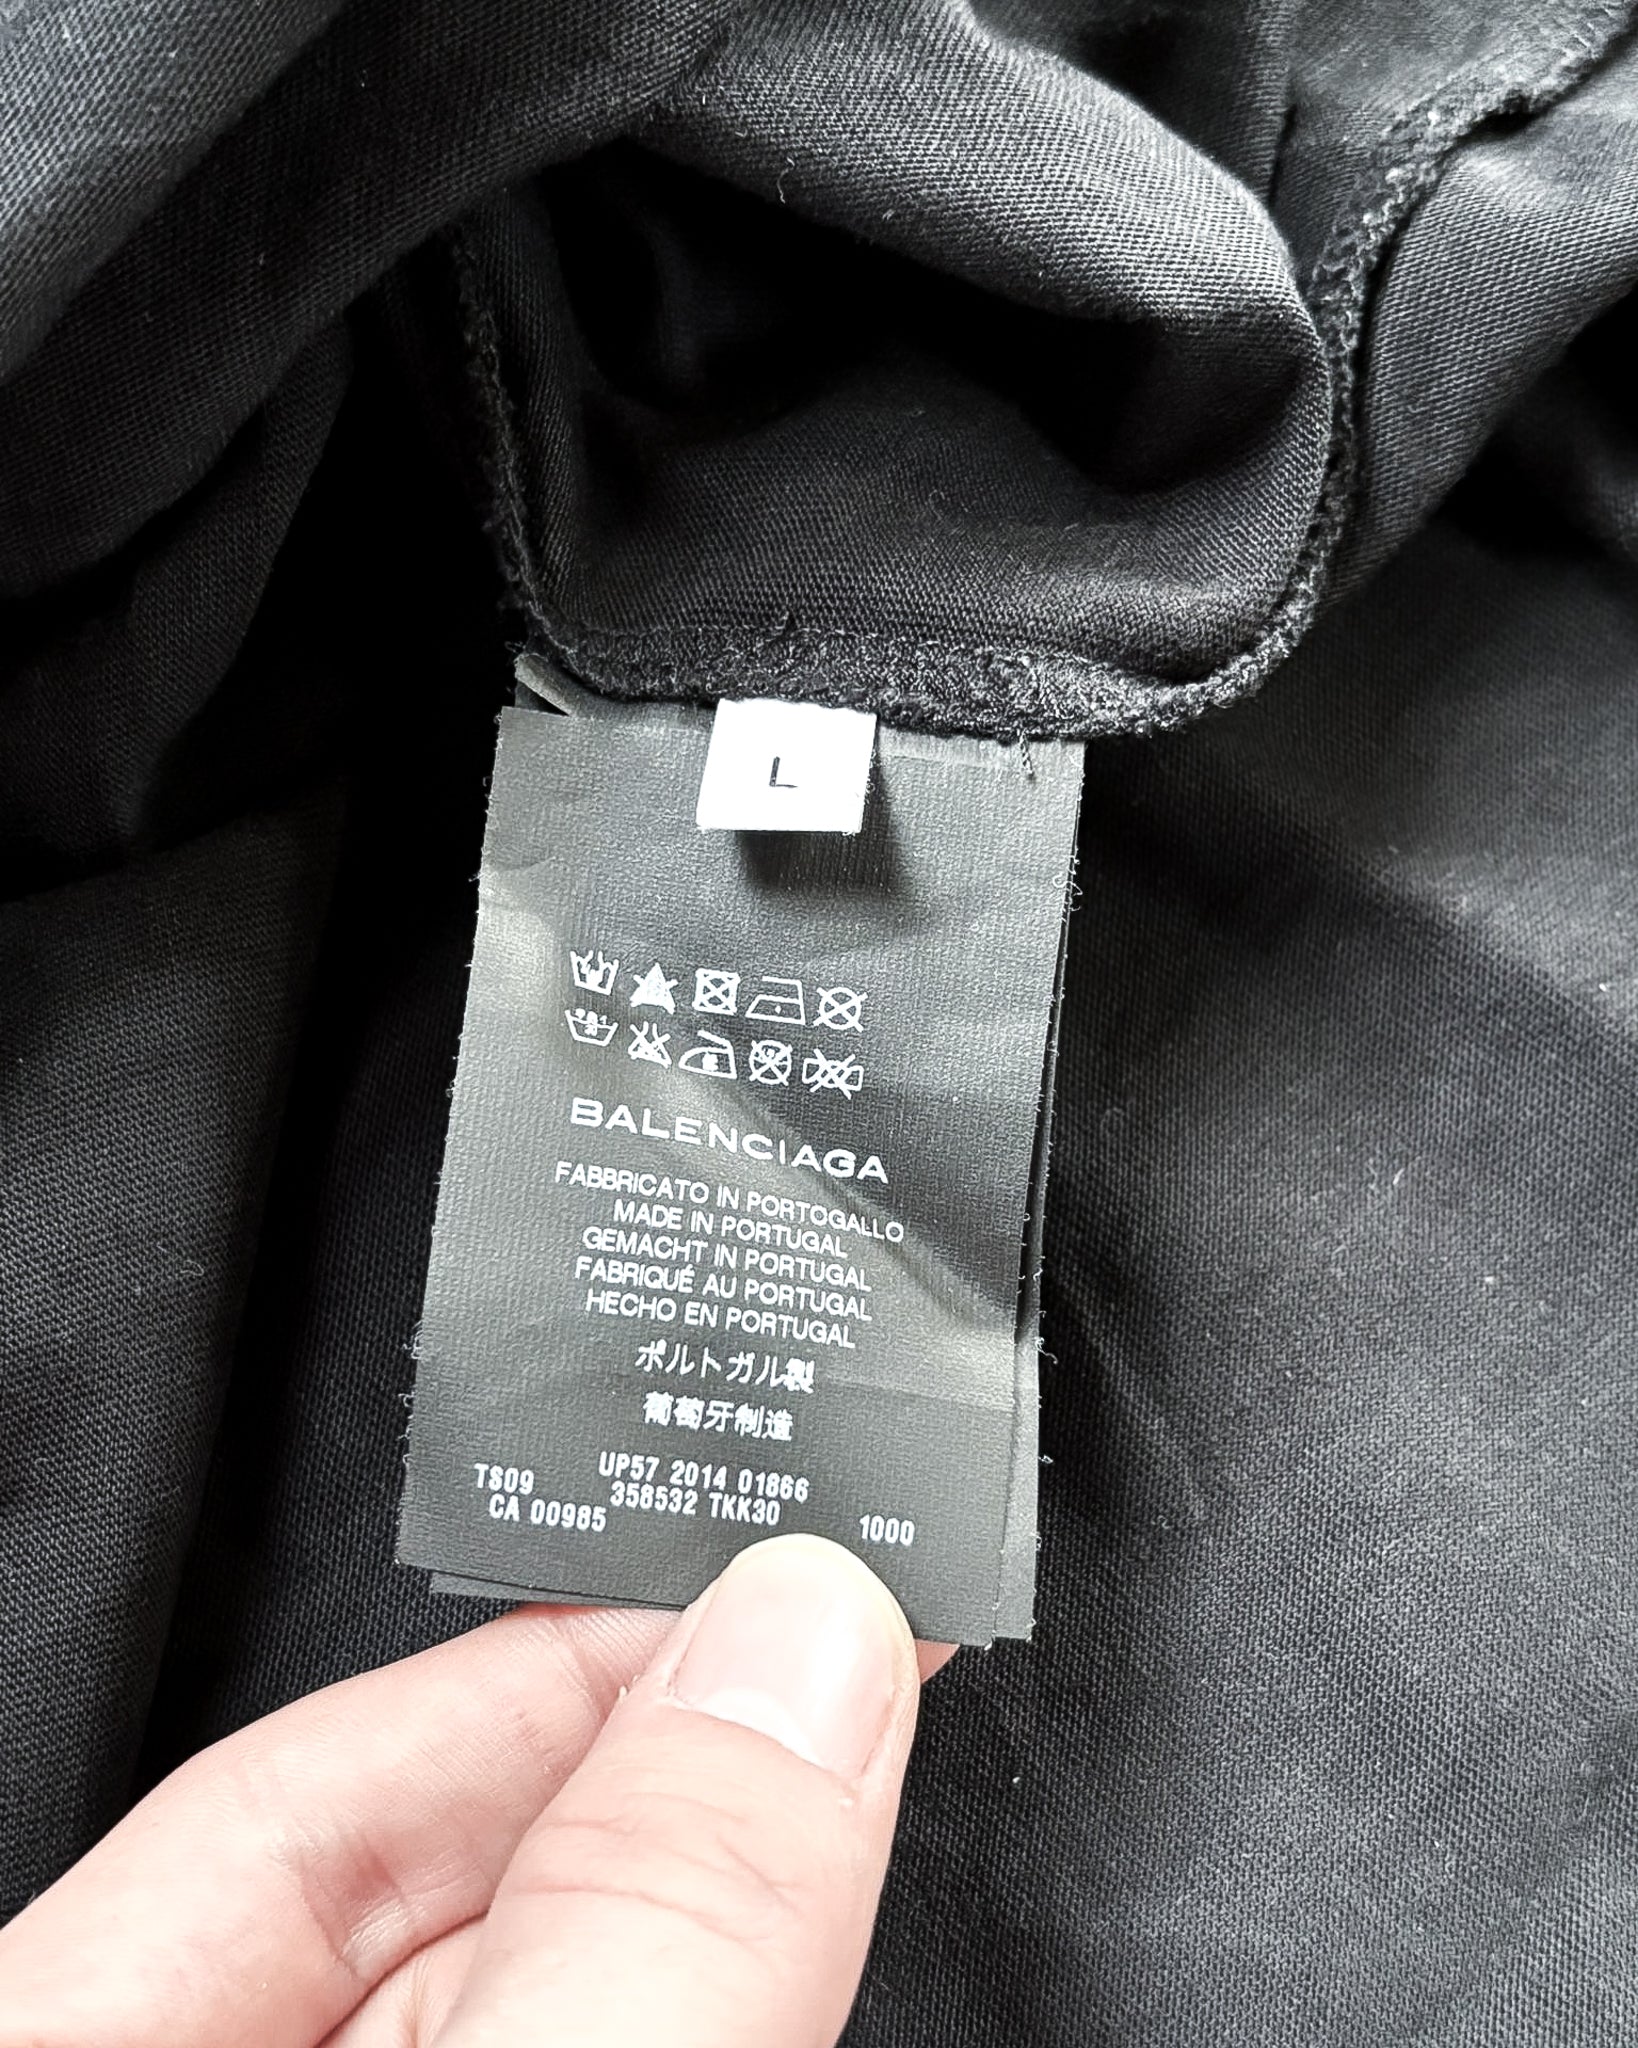 L
BALENCIAGA
FABBRICATO IN PORTOGALLO
MADE IN PORTUGAL
GEMACHT IN PORTUGAL
FABRIQUÉ AU PORTUGAL
HECHO EN PORTUGAL
ポルトガル製
葡萄牙制造
TS09 UP57 2014 01866
CA 00985 358532 TKK30 1000